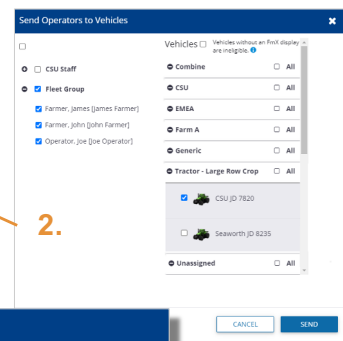 Send Operators to Vehicles
Vehicles
Vehicles without an FmX display
are ineligible.
CSU Staff
Fleet Group
Farmer, James [James Farmer]
Farmer, John [John Farmer]
Operator, Joe [Joe Operator]
Combine All
CSU All
EMEA All
Farm A All
Generic All
Tractor - Large Row Crop All
CSU JD 7820
Seaworth JD 8235
Unassigned All
2.
CANCEL SEND